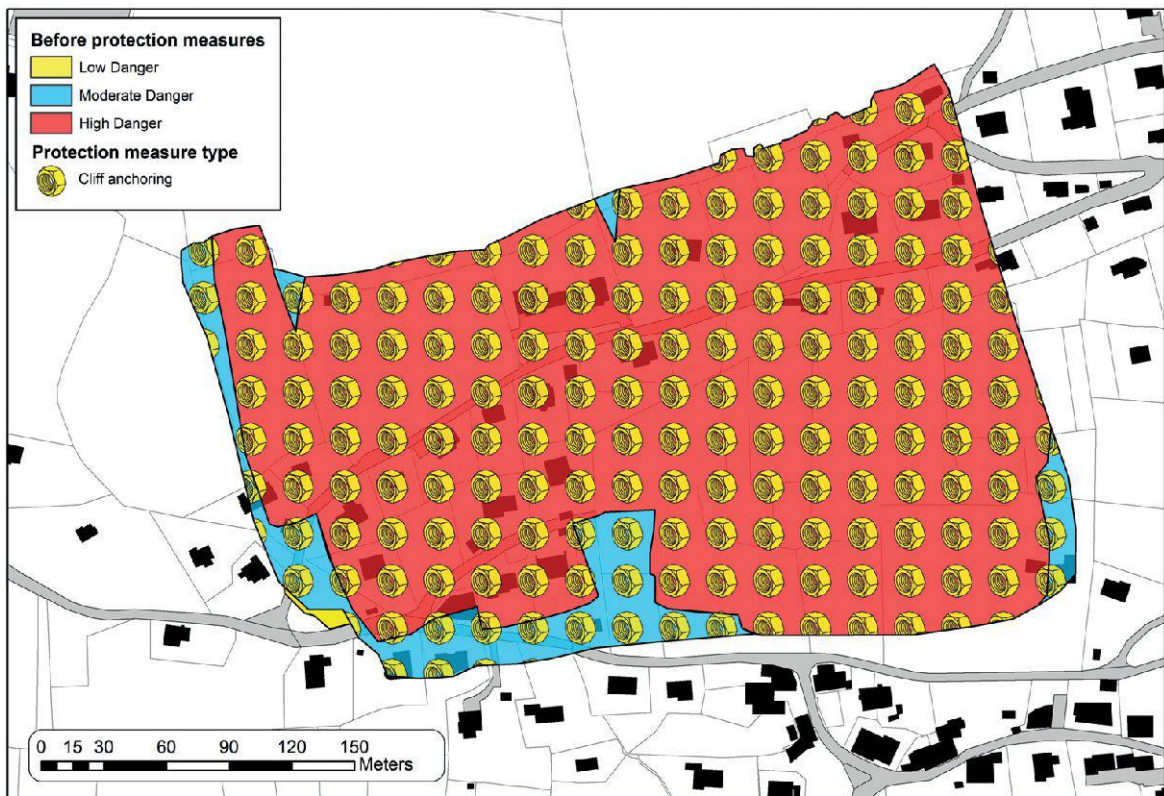 Before protection measures
Low Danger
Moderate Danger
High Danger
Protection measure type
Cliff anchoring
0 15 30 60 90 120 150
Meters